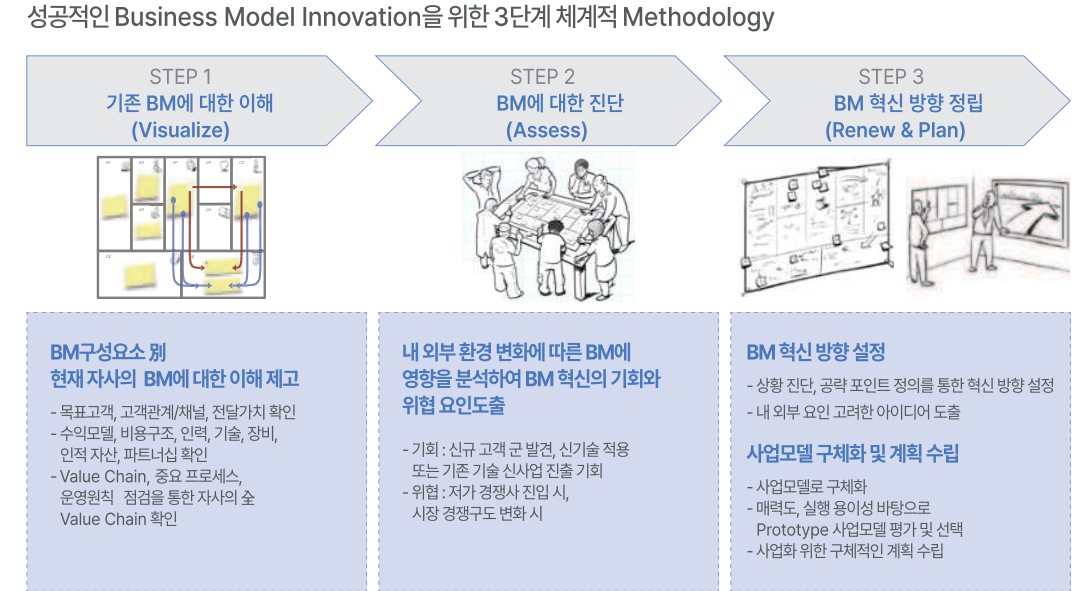 성공적인 Business Model Innovation을 위한 3단계 체계적 Methodology
STEP 1
기존 BM에 대한 이해
(Visualize)
STEP 2
BM에 대한 진단
(Assess)
STEP 3
BM 혁신 방향 정립
(Renew & Plan)
BM구성요소 別
현재 자사의 BM에 대한 이해 제고
- 목표고객, 고객관계/채널, 전달가치 확인
- 수익모델, 비용구조, 인력, 기술, 장비,
인적 자산, 파트너십 확인
- Value Chain, 중요 프로세스,
운영원칙 점검을 통한 자사의 全
Value Chain 확인
내 외부 환경 변화에 따른 BM에
영향을 분석하여 BM 혁신의 기회와
위협 요인도출
- 기회 : 신규 고객 군 발견, 신기술 적용
또는 기존 기술 신사업 진출 기회
- 위협 : 저가 경쟁사 진입 시,
시장 경쟁구도 변화 시
BM 혁신 방향 설정
- 상황 진단, 공략 포인트 정의를 통한 혁신 방향 설정
- 내 외부 요인 고려한 아이디어 도출
사업모델 구체화 및 계획 수립
- 사업모델로 구체화
- 매력도, 실행 용이성 바탕으로
Prototype 사업모델 평가 및 선택
- 사업화 위한 구체적인 계획 수립